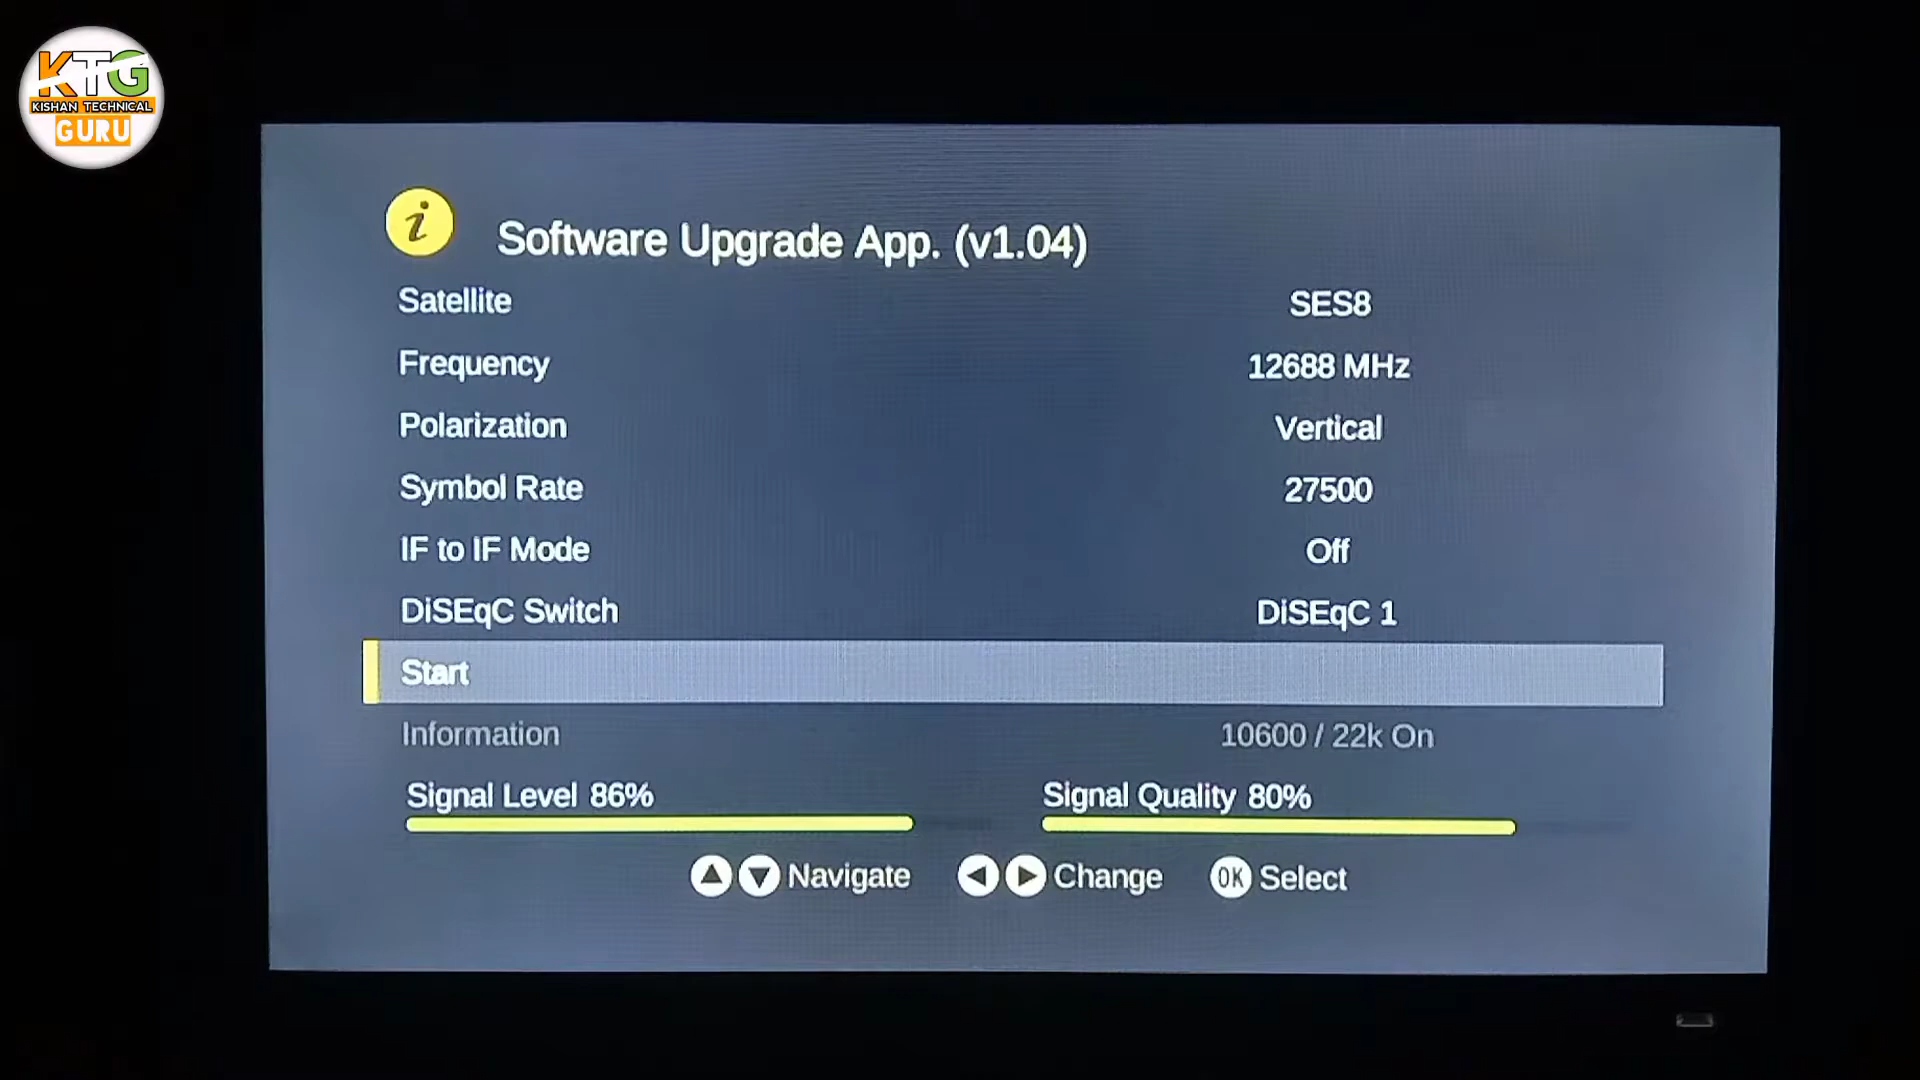 KTG
KISHAN TECHNICAL
GURU
i
Software Upgrade App. (v1.04)
Satellite SES8
Frequency 12688 MHz
Polarization Vertical
Symbol Rate 27500
IF to IF Mode Off
DiSEqC Switch DiSEqC 1
Start
Information 10600 / 22k On
Signal Level 86% Signal Quality 80%
Navigate Change OK Select